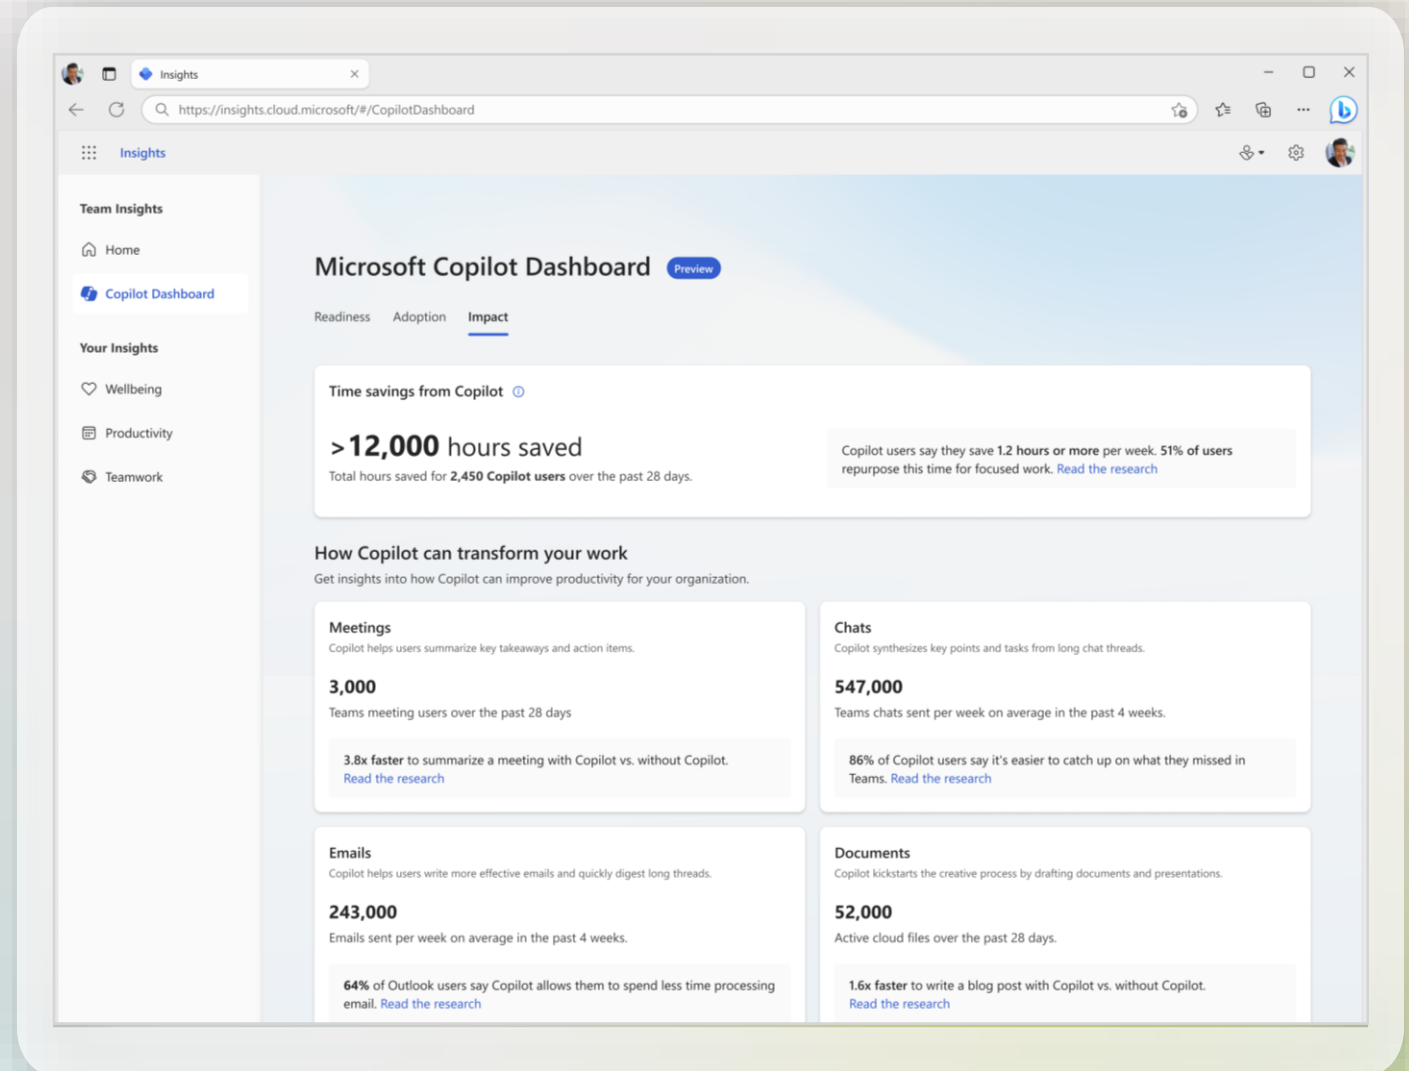 Insights
https://insights.cloud.microsoft/#/CopilotDashboard
Insights
Team Insights
Home
Copilot Dashboard
Your Insights
Wellbeing
Productivity
Teamwork
Microsoft Copilot Dashboard Preview
Readiness Adoption Impact
Time savings from Copilot
>12,000 hours saved
Total hours saved for 2,450 Copilot users over the past 28 days.
Copilot users say they save 1.2 hours or more per week. 51% of users
repurpose this time for focused work. Read the research
How Copilot can transform your work
Get insights into how Copilot can improve productivity for your organization.
Meetings
Copilot helps users summarize key takeaways and action items.
3,000
Teams meeting users over the past 28 days
3.8x faster to summarize a meeting with Copilot vs. without Copilot.
Read the research
Chats
Copilot synthesizes key points and tasks from long chat threads.
547,000
Teams chats sent per week on average in the past 4 weeks.
86% of Copilot users say it's easier to catch up on what they missed in
Teams. Read the research
Emails
Copilot helps users write more effective emails and quickly digest long threads.
243,000
Emails sent per week on average in the past 4 weeks.
64% of Outlook users say Copilot allows them to spend less time processing
email. Read the research
Documents
Copilot kickstarts the creative process by drafting documents and presentations.
52,000
Active cloud files over the past 28 days.
1.6x faster to write a blog post with Copilot vs. without Copilot.
Read the research